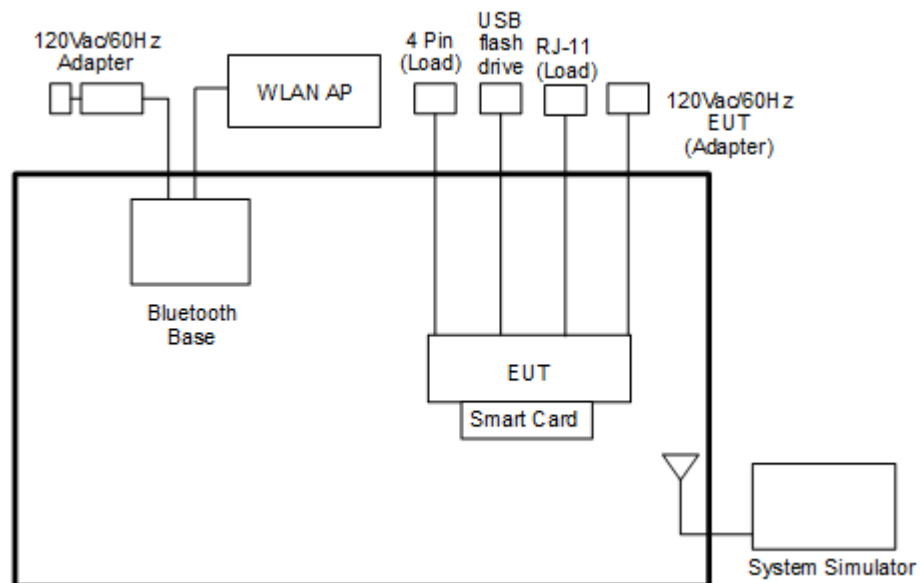 120Vac/60Hz
Adapter
WLAN AP
4 Pin
(Load)
USB
flash
drive
RJ-11
(Load)
120Vac/60Hz
EUT
(Adapter)
Bluetooth
Base
EUT
Smart Card
System Simulator